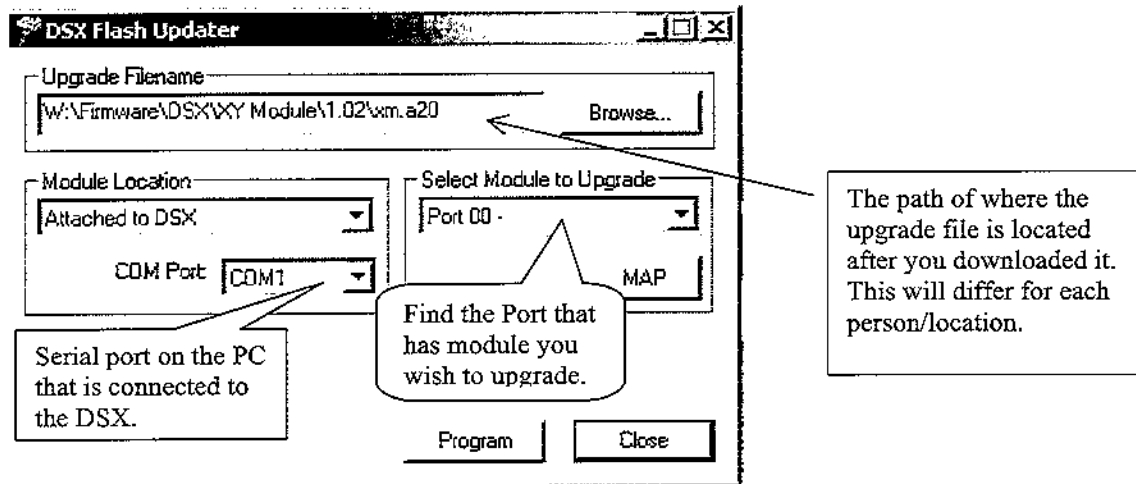 DSX Flash Updater
Upgrade Filename
W:\Firmware\DSX\XY Module\1.02\xm.a20
Browse...
Module Location
Attached to DSX
COM Port:
COM1
Select Module to Upgrade
Port 00 -
MAP
Serial port on the PC
that is connected to
the DSX.
Find the Port that
has module you
wish to upgrade.
The path of where the
upgrade file is located
after you downloaded it.
This will differ for each
person/location.
Program
Close